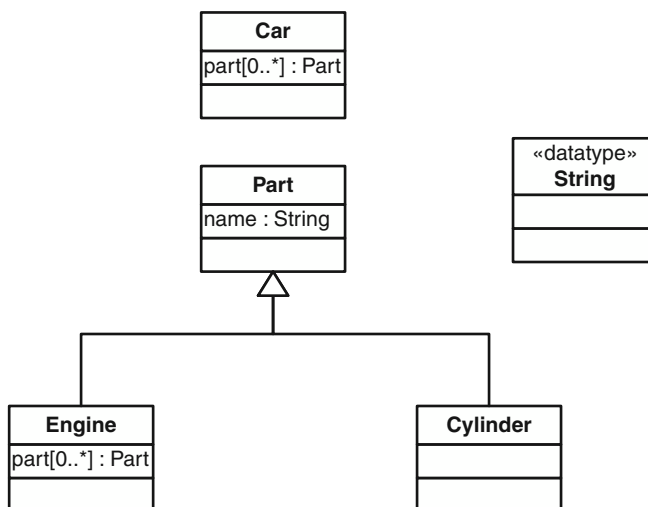 Car
part[0..*] : Part
«datatype»
String
Part
name : String
Engine
part[0..*] : Part
Cylinder